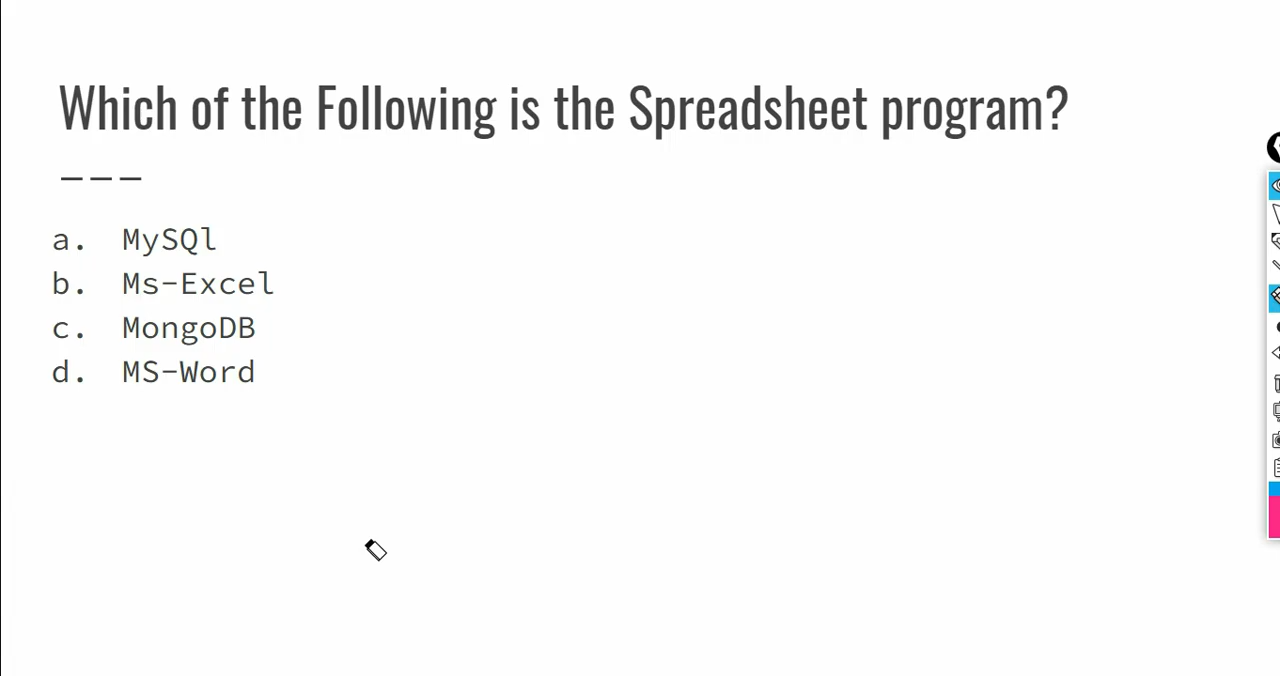 Which of the Following is the Spreadsheet program?
a. MySQl
b. Ms-Excel
c. MongoDB
d. MS-Word